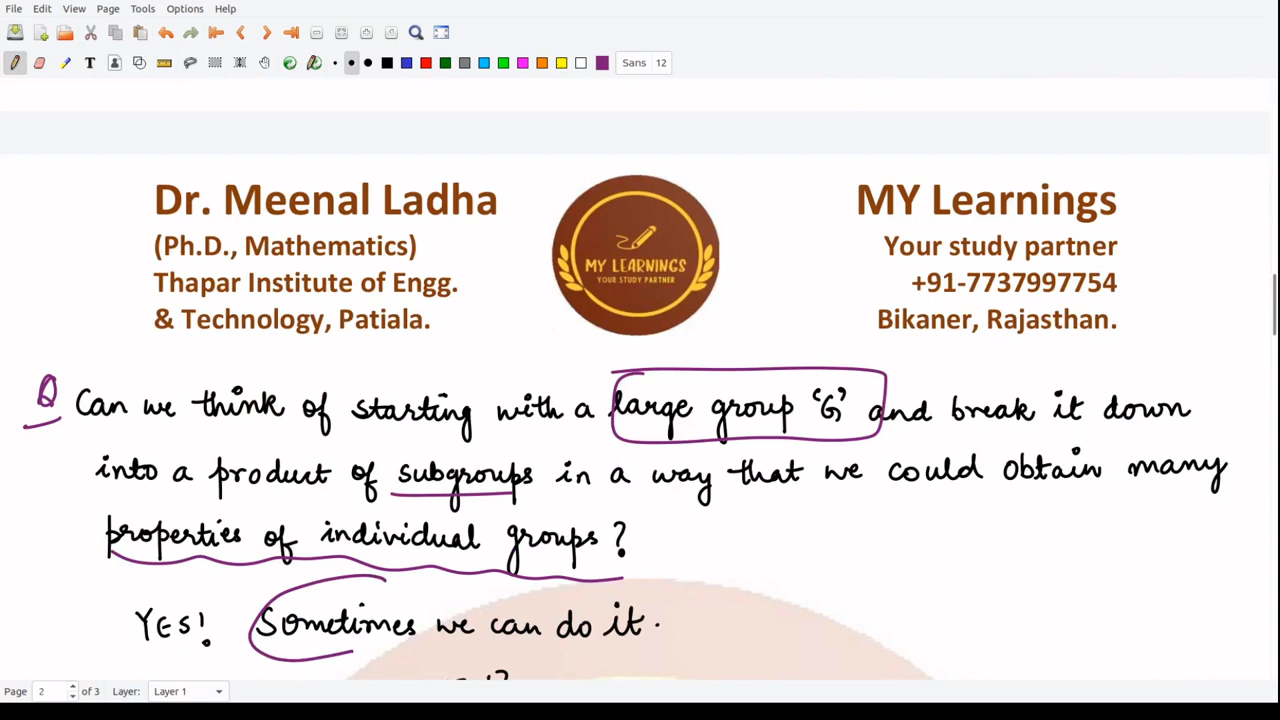 File Edit View Page Tools Options Help
Sans 12
Dr. Meenal Ladha
(Ph.D., Mathematics)
Thapar Institute of Engg.
& Technology, Patiala.
MY LEARNINGS
YOUR STUDY PARTNER
MY Learnings
Your study partner
+91-7737997754
Bikaner, Rajasthan.
Q Can we think of starting with a large group 'G' and break it down
into a product of subgroups in a way that we could obtain many
properties of individual groups?
YES! Sometimes we can do it.
Page 2 of 3 Layer: Layer 1